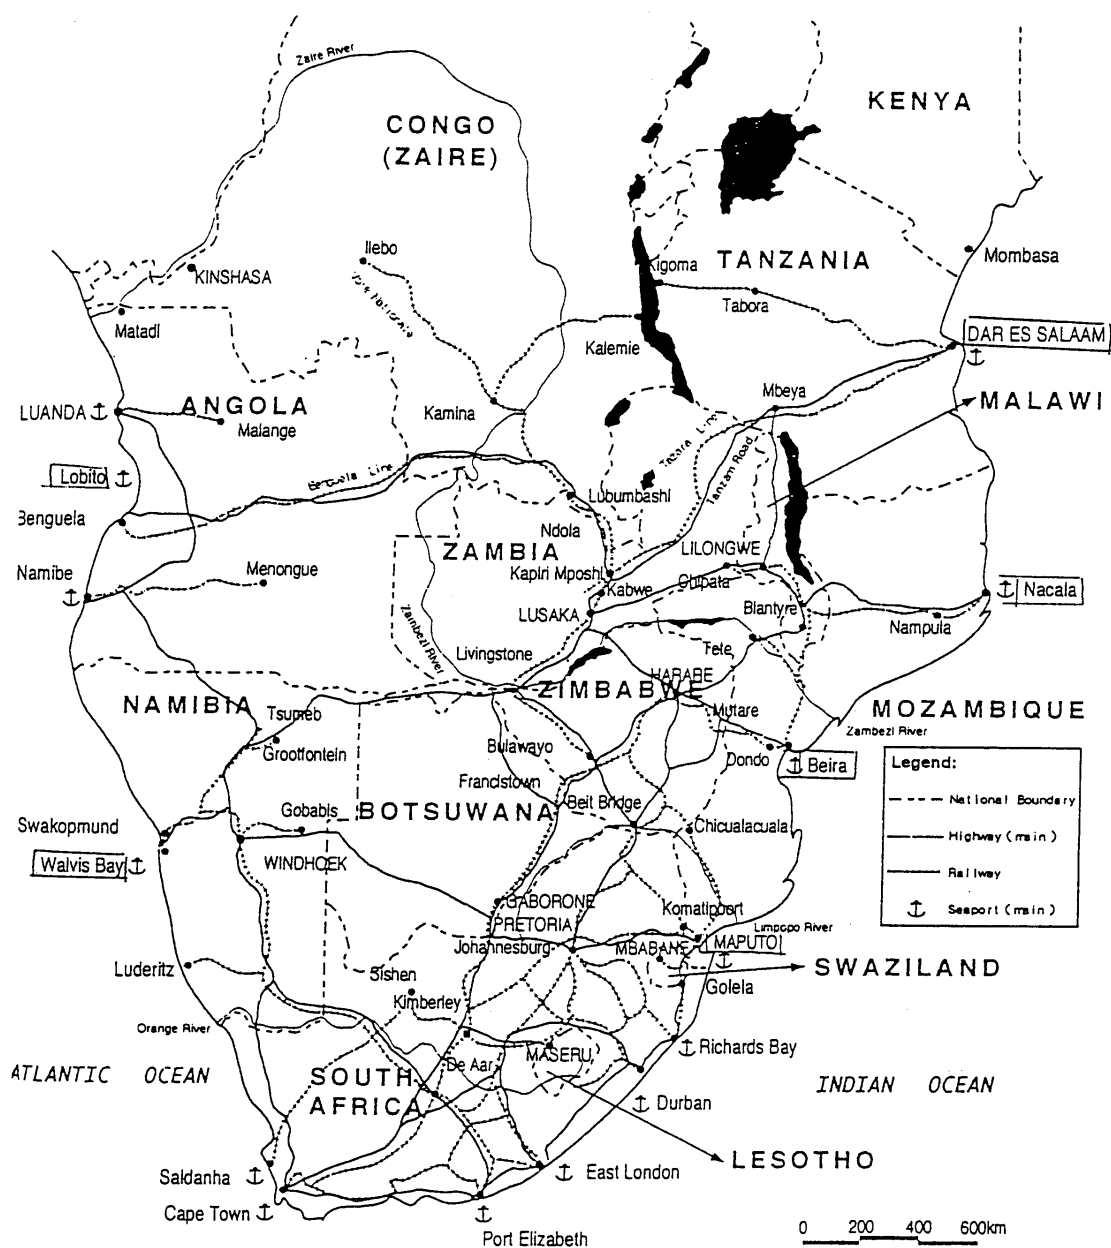 Zaire River
KENYA
CONGO
(ZAIRE)
Ilebo
KINSHASA
Kigoma
TANZANIA
Mombasa
Tabora
Matadi
Kalemie
DAR ES SALAAM
Mbeya
MALAWI
LUANDA
ANGOLA
Malange
Kamina
Tazara Line
Tanzam Road
Lobito
Benguela Line
Lubumbashi
Benguela
Ndola
ZAMBIA
LILONGWE
Namibe
Menongue
Kapiri Mposhi
Chipata
Kabwe
Nacala
LUSAKA
Blantyre
Nampula
Zambezi River
Livingstone
Tete
HARARE
ZIMBABWE
NAMIBIA
Tsumeb
Mutare
MOZAMBIQUE
Zambezi River
Grootfontein
Bulawayo
Dondo
Beira
Legend:
Francistown
National Boundary
Gobabis
BOTSUWANA
Beit Bridge
Swakopmund
Chicualacuala
Highway (main)
Walvis Bay
WINDHOEK
Railway
GABORONE
Komatipoort
Seaport (main)
PRETORIA
Limpopo River
Johannesburg
MBABANE
MAPUTO
Luderitz
Sishen
SWAZILAND
Golela
Kimberley
Orange River
Richards Bay
De Aar
MASERU
ATLANTIC OCEAN
SOUTH
AFRICA
INDIAN OCEAN
Durban
LESOTHO
Saldanha
East London
Cape Town
Port Elizabeth
0 200 400 600km